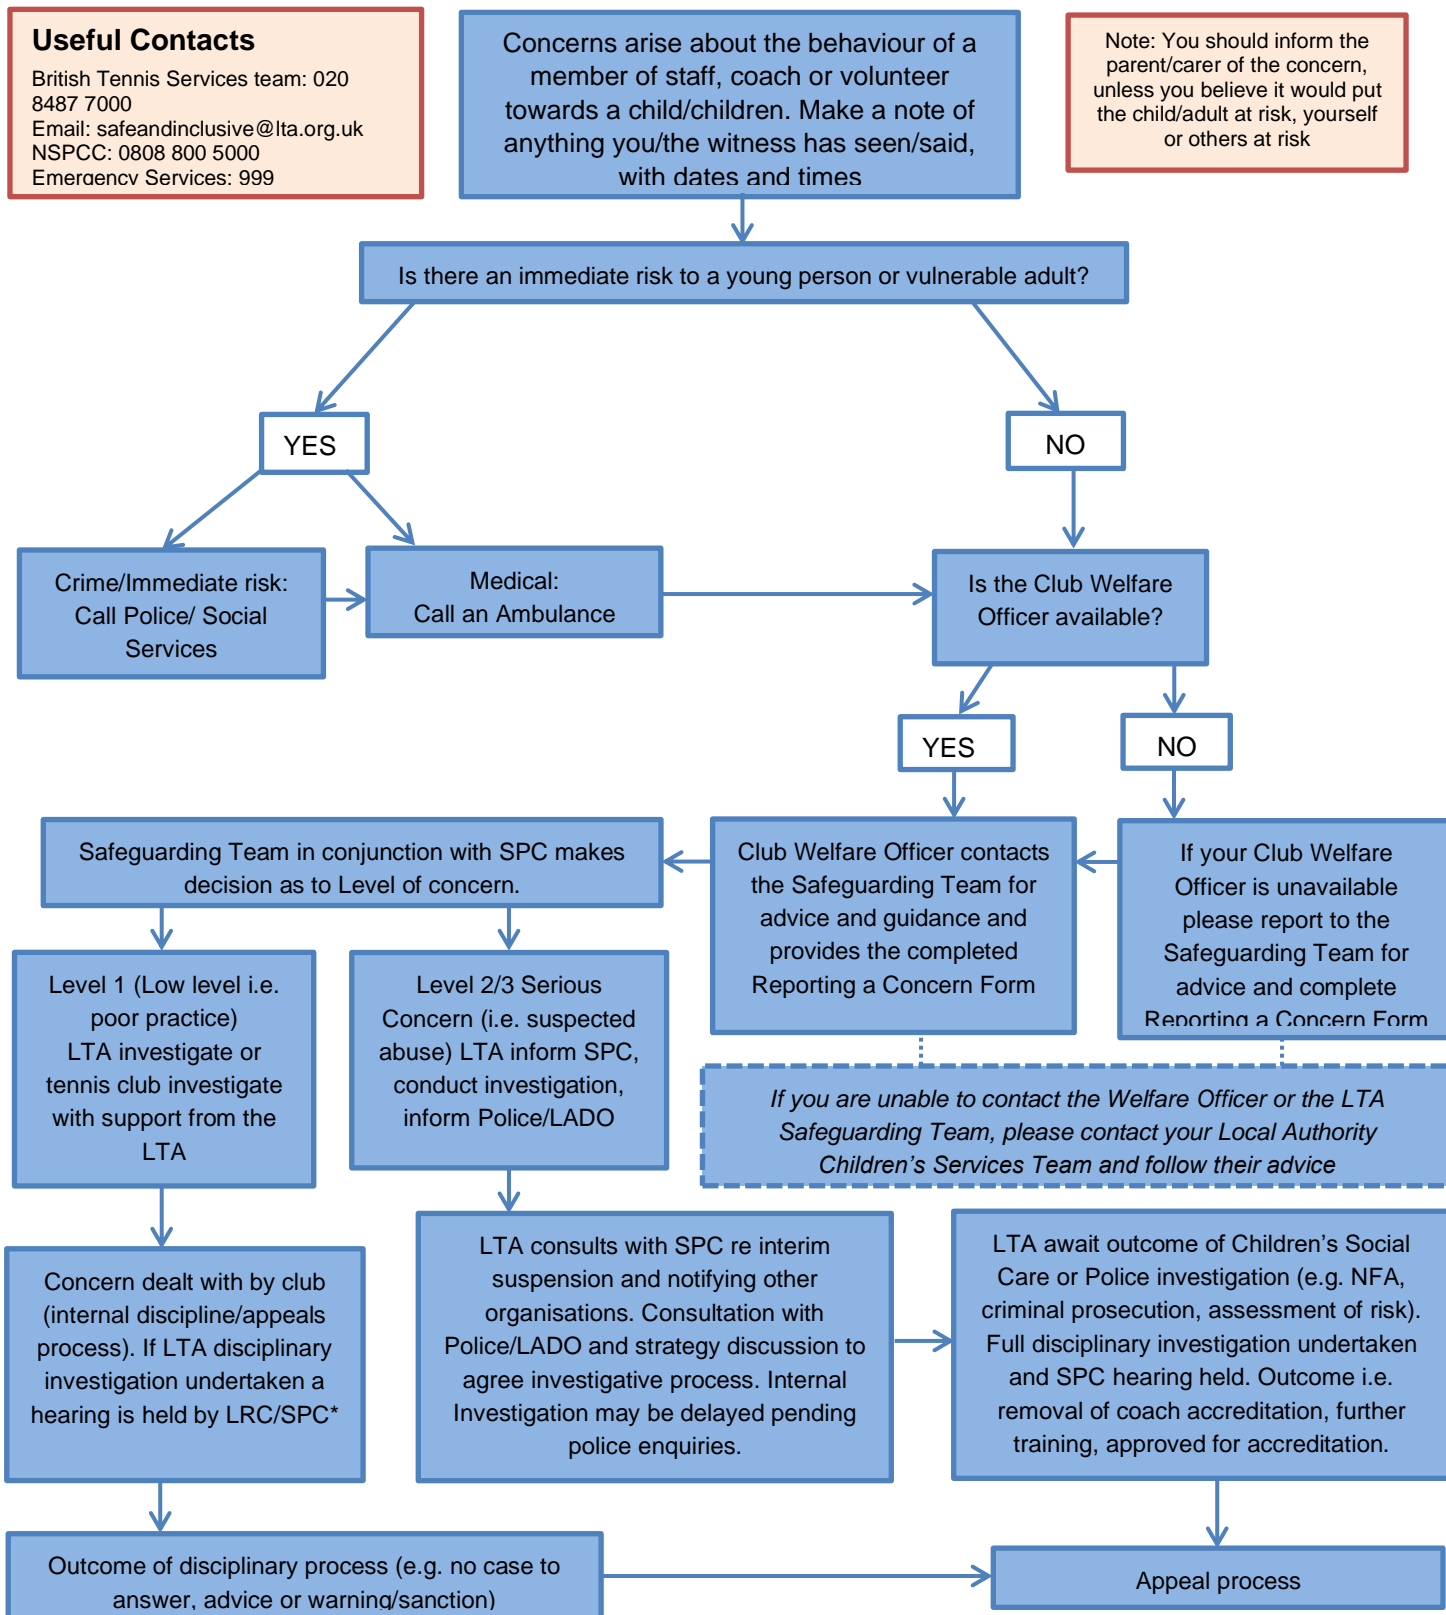 Useful Contacts
British Tennis Services team: 020
8487 7000
Email: safeandinclusive@lta.org.uk
NSPCC: 0808 800 5000
Emergency Services: 999
Concerns arise about the behaviour of a
member of staff, coach or volunteer
towards a child/children. Make a note of
anything you/the witness has seen/said,
with dates and times
Note: You should inform the
parent/carer of the concern,
unless you believe it would put
the child/adult at risk, yourself
or others at risk
Is there an immediate risk to a young person or vulnerable adult?
YES
NO
Crime/Immediate risk:
Call Police/ Social
Services
Medical:
Call an Ambulance
Is the Club Welfare
Officer available?
YES
NO
Safeguarding Team in conjunction with SPC makes
decision as to Level of concern.
Club Welfare Officer contacts
the Safeguarding Team for
advice and guidance and
provides the completed
Reporting a Concern Form
If your Club Welfare
Officer is unavailable
please report to the
Safeguarding Team for
advice and complete
Reporting a Concern Form
Level 1 (Low level i.e.
poor practice)
LTA investigate or
tennis club investigate
with support from the
LTA
Level 2/3 Serious
Concern (i.e. suspected
abuse) LTA inform SPC,
conduct investigation,
inform Police/LADO
If you are unable to contact the Welfare Officer or the LTA
Safeguarding Team, please contact your Local Authority
Children's Services Team and follow their advice
Concern dealt with by club
(internal discipline/appeals
process). If LTA disciplinary
investigation undertaken a
hearing is held by LRC/SPC*
LTA consults with SPC re interim
suspension and notifying other
organisations. Consultation with
Police/LADO and strategy discussion to
agree investigative process. Internal
Investigation may be delayed pending
police enquiries.
LTA await outcome of Children's Social
Care or Police investigation (e.g. NFA,
criminal prosecution, assessment of risk).
Full disciplinary investigation undertaken
and SPC hearing held. Outcome i.e.
removal of coach accreditation, further
training, approved for accreditation.
Outcome of disciplinary process (e.g. no case to
answer, advice or warning/sanction)
Appeal process